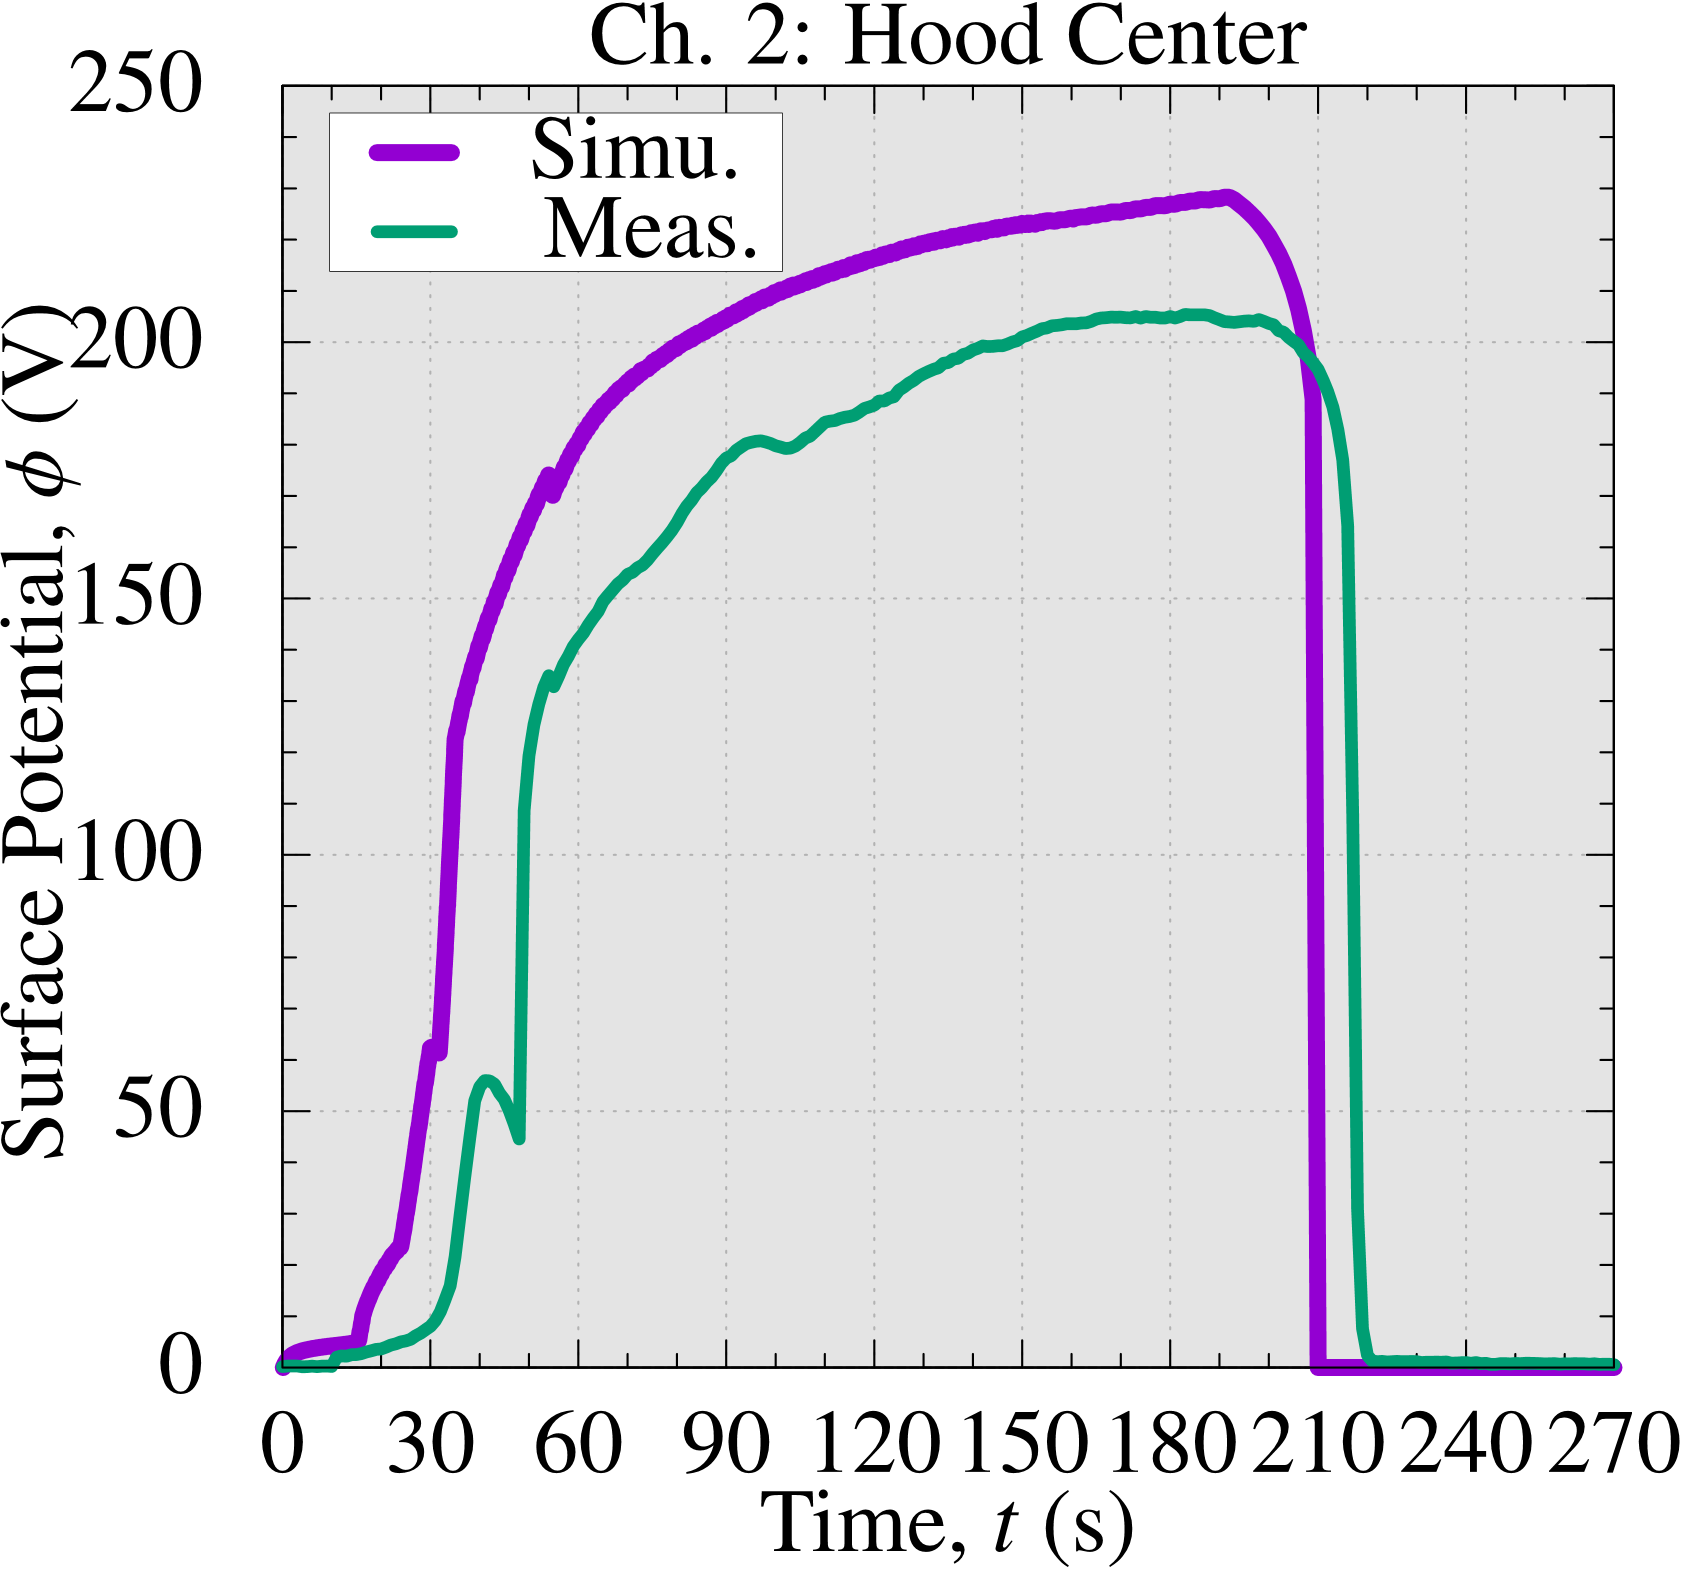 Ch. 2: Hood Center
250
200
150
100
50
0
Surface Potential, ϕ (V)
Simu.
Meas.
0 30 60 90 120 150 180 210 240 270
Time, t (s)